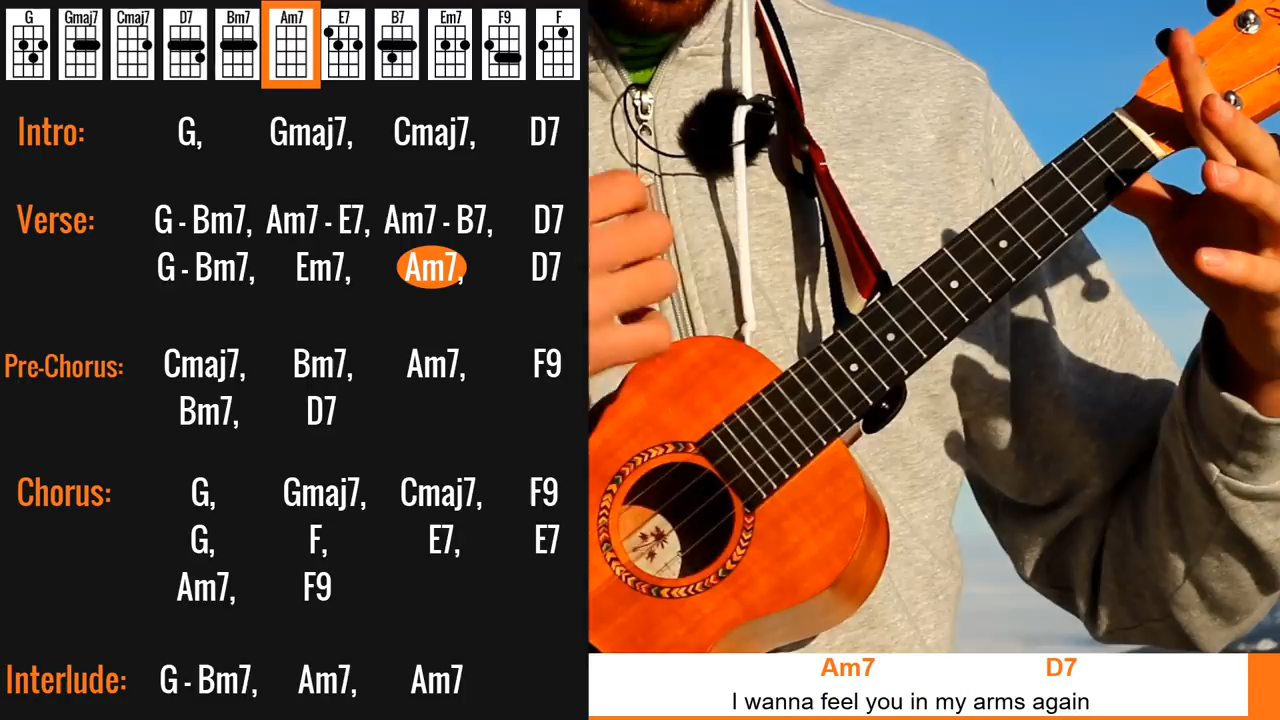 G Gmaj7 Cmaj7 D7 Bm7 Am7 E7 B7 Em7 F9 F
Intro: G, Gmaj7, Cmaj7, D7
Verse: G - Bm7, Am7 - E7, Am7 - B7, D7
G - Bm7, Em7, Am7, D7
Pre-Chorus: Cmaj7, Bm7, Am7, F9
Bm7, D7
Chorus: G, Gmaj7, Cmaj7, F9
G, F, E7, E7
Am7, F9
Interlude: G - Bm7, Am7, Am7
Am7 D7
I wanna feel you in my arms again